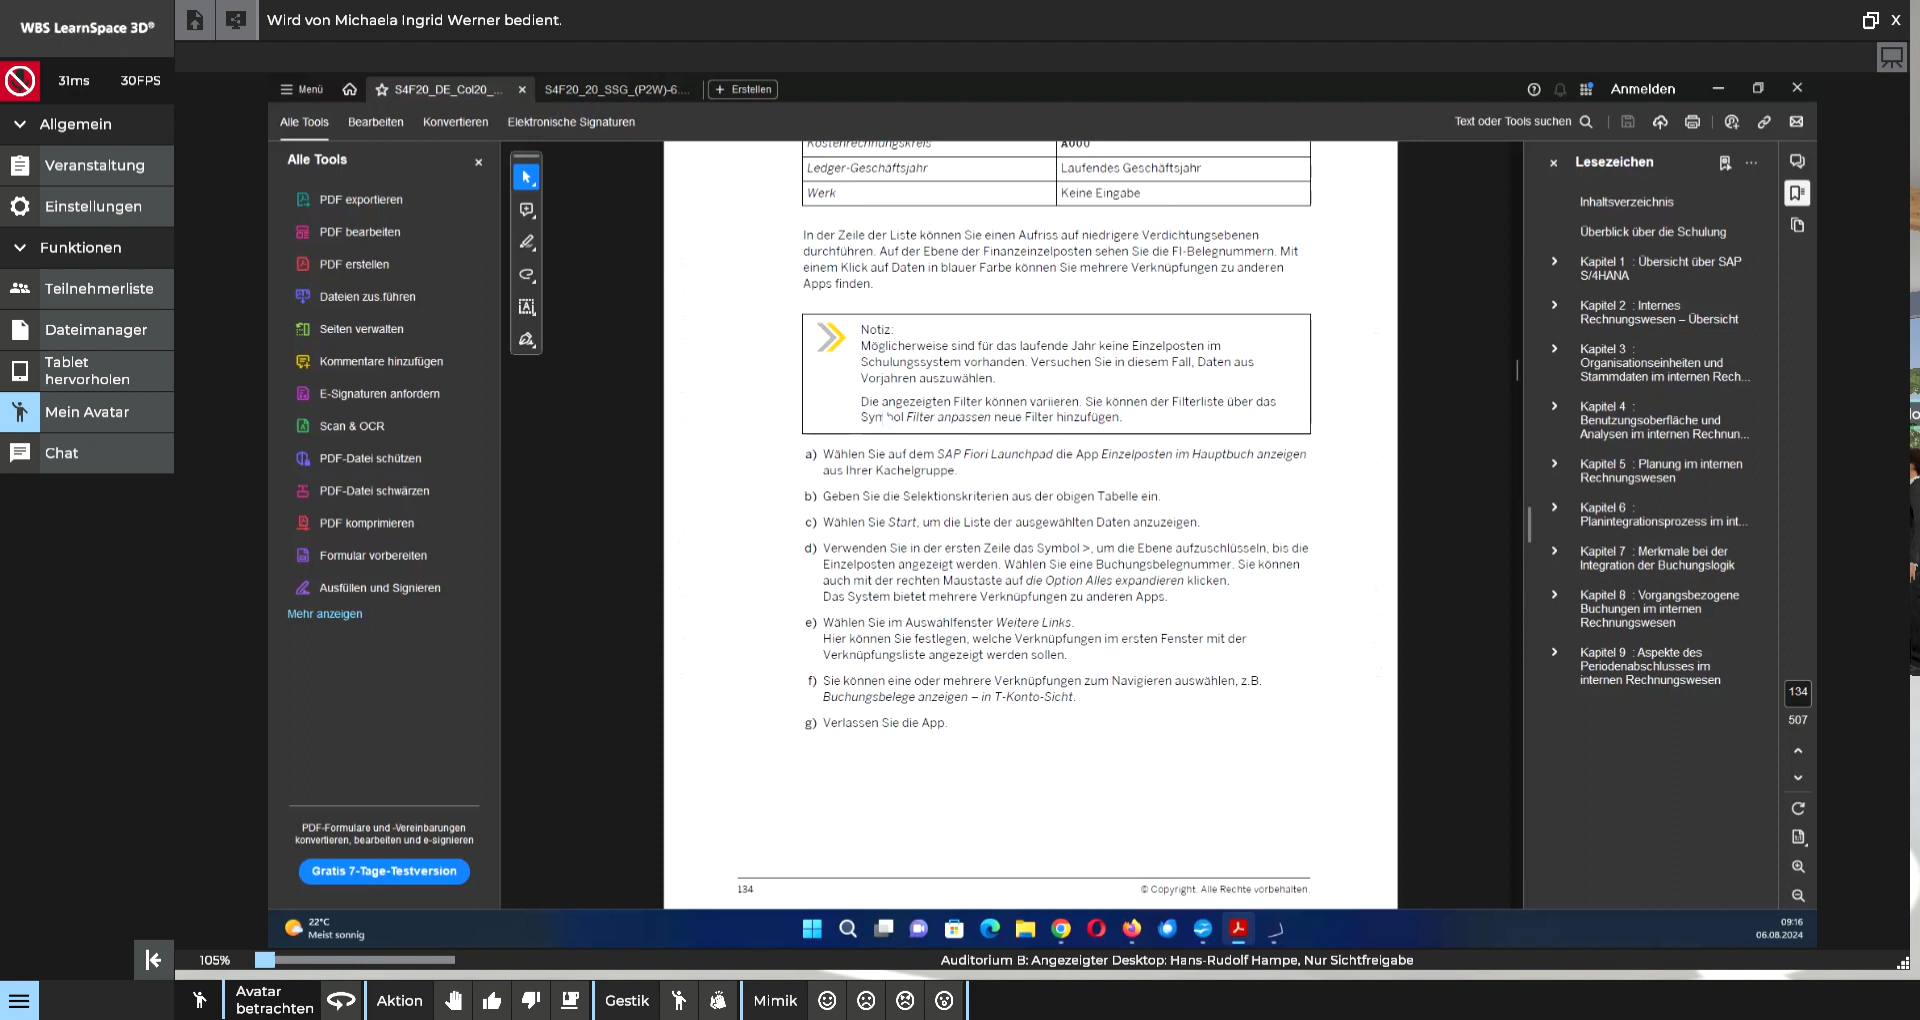 WBS LearnSpace 3D®
Wird von Michaela Ingrid Werner bedient.
X
31ms 30FPS
Allgemein
Veranstaltung
Einstellungen
Funktionen
Teilnehmerliste
Dateimanager
Tablet
hervorholen
Mein Avatar
Chat
Menü
S4F20_DE_Col20_...
S4F20_20_SSG_(P2W)-6....
Erstellen
Anmelden
Alle Tools Bearbeiten Konvertieren Elektronische Signaturen
Text oder Tools suchen
Alle Tools
PDF exportieren
PDF bearbeiten
PDF erstellen
Dateien zus.führen
Seiten verwalten
Kommentare hinzufügen
E-Signaturen anfordern
Scan & OCR
PDF-Datei schützen
PDF-Datei schwärzen
PDF komprimieren
Formular vorbereiten
Ausfüllen und Signieren
Mehr anzeigen
PDF-Formulare und -Vereinbarungen
konvertieren, bearbeiten und e-signieren
Gratis 7-Tage-Testversion
Kostenrechnungskreis A000
Ledger-Geschäftsjahr Laufendes Geschäftsjahr
Werk Keine Eingabe
In der Zeile der Liste können Sie einen Aufriss auf niedrigere Verdichtungsebenen
durchführen. Auf der Ebene der Finanzeinzelposten sehen Sie die FI-Belegnummern. Mit
einem Klick auf Daten in blauer Farbe können Sie mehrere Verknüpfungen zu anderen
Apps finden.
Notiz:
Möglicherweise sind für das laufende Jahr keine Einzelposten im
Schulungssystem vorhanden. Versuchen Sie in diesem Fall, Daten aus
Vorjahren auszuwählen.
Die angezeigten Filter können variieren. Sie können der Filterliste über das
Symbol Filter anpassen neue Filter hinzufügen.
a) Wählen Sie auf dem SAP Fiori Launchpad die App Einzelposten im Hauptbuch anzeigen
aus Ihrer Kachelgruppe.
b) Geben Sie die Selektionskriterien aus der obigen Tabelle ein.
c) Wählen Sie Start, um die Liste der ausgewählten Daten anzuzeigen.
d) Verwenden Sie in der ersten Zeile das Symbol >, um die Ebene aufzuschlüsseln, bis die
Einzelposten angezeigt werden. Wählen Sie eine Buchungsbelegnummer. Sie können
auch mit der rechten Maustaste auf die Option Alles expandieren klicken.
Das System bietet mehrere Verknüpfungen zu anderen Apps.
e) Wählen Sie im Auswahlfenster Weitere Links.
Hier können Sie festlegen, welche Verknüpfungen im ersten Fenster mit der
Verknüpfungsliste angezeigt werden sollen.
f) Sie können eine oder mehrere Verknüpfungen zum Navigieren auswählen, z.B.
Buchungsbelege anzeigen – in T-Konto-Sicht.
g) Verlassen Sie die App.
134 © Copyright. Alle Rechte vorbehalten.
Lesezeichen
Inhaltsverzeichnis
Überblick über die Schulung
Kapitel 1 : Übersicht über SAP
S/4HANA
Kapitel 2 : Internes
Rechnungswesen – Übersicht
Kapitel 3 :
Organisationseinheiten und
Stammdaten im internen Rech...
Kapitel 4 :
Benutzungsoberfläche und
Analysen im internen Rechnun...
Kapitel 5 : Planung im internen
Rechnungswesen
Kapitel 6 :
Planintegrationsprozess im int...
Kapitel 7 : Merkmale bei der
Integration der Buchungslogik
Kapitel 8 : Vorgangsbezogene
Buchungen im internen
Rechnungswesen
Kapitel 9 : Aspekte des
Periodenabschlusses im
internen Rechnungswesen
134
507
22°C
Meist sonnig
09:16
06.08.2024
105%
Auditorium B: Angezeigter Desktop: Hans-Rudolf Hampe, Nur Sichtfreigabe
Avatar
betrachten
Aktion
Gestik
Mimik